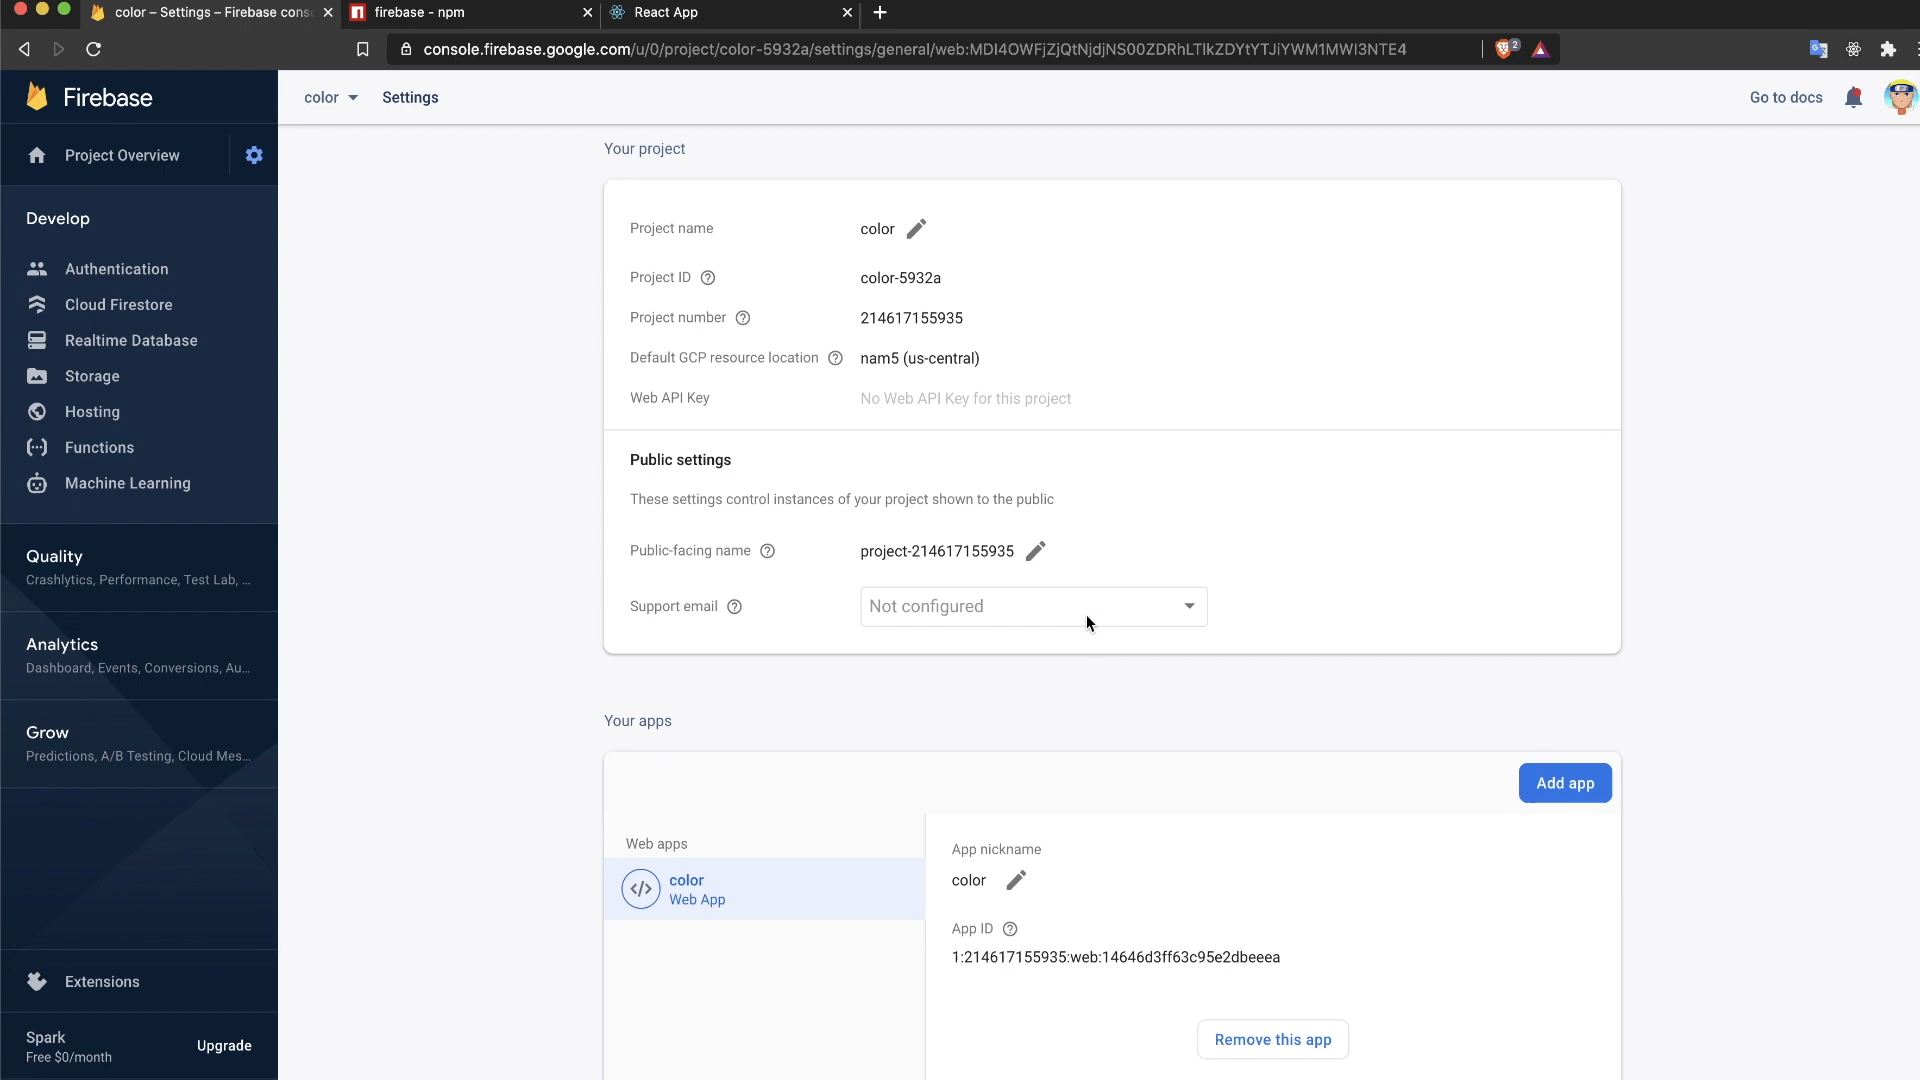 color – Settings – Firebase cons
firebase - npm
React App
console.firebase.google.com/u/0/project/color-5932a/settings/general/web:MDI4OWFjZjQtNjdjNS00ZDRhLTlkZDYtYTJiYWM1MWI3NTE4
2
Firebase
color
Settings
Go to docs
Project Overview
Develop
Authentication
Cloud Firestore
Realtime Database
Storage
Hosting
Functions
Machine Learning
Quality
Crashlytics, Performance, Test Lab, ...
Analytics
Dashboard, Events, Conversions, Au...
Grow
Predictions, A/B Testing, Cloud Mes...
Extensions
Spark
Free $0/month
Upgrade
Your project
Project name
color
Project ID
color-5932a
Project number
214617155935
Default GCP resource location
nam5 (us-central)
Web API Key
No Web API Key for this project
Public settings
These settings control instances of your project shown to the public
Public-facing name
project-214617155935
Support email
Not configured
Your apps
Add app
Web apps
color
Web App
App nickname
color
App ID
1:214617155935:web:14646d3ff63c95e2dbeeea
Remove this app